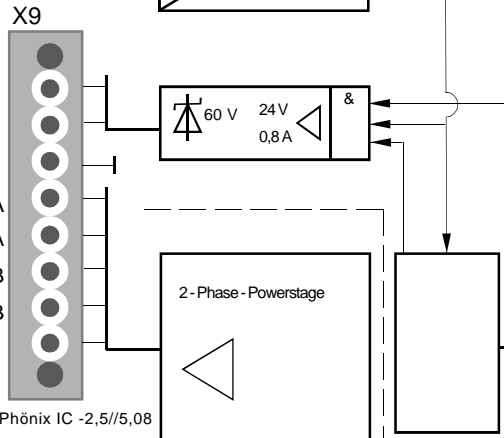 X9
60 V
24 V
0,8 A
&
A
A
B
B
2-Phase-Powerstage
Phönix IC -2,5//5,08